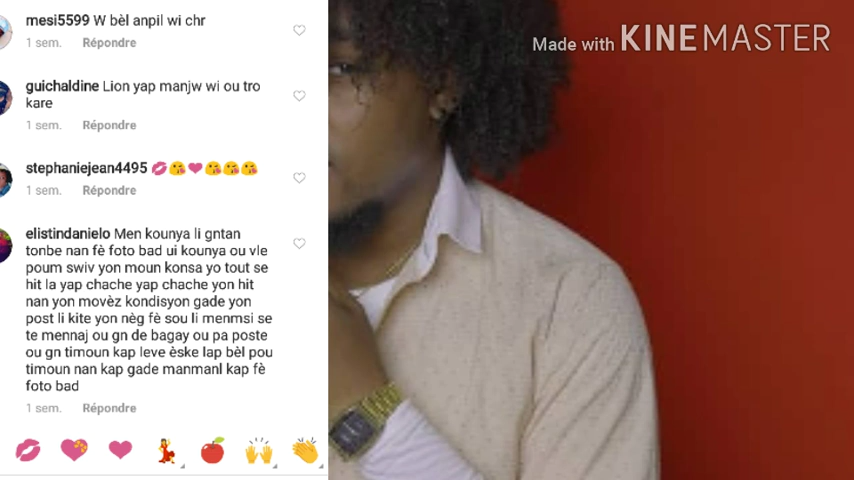 mesi5599 W bèl anpil wi chr
1 sem. Répondre
guichaldine Lion yap manjw wi ou tro
kare
1 sem. Répondre
stephaniejean4495 💋😘❤️😘😘😘
1 sem. Répondre
elistindanielo Men kounya li gntan
tonbe nan fè foto bad ui kounya ou vle
poum swiv yon moun konsa yo tout se
hit la yap chache yap chache yon hit
nan yon movèz kondisyon gade yon
post li kite yon nèg fè sou li menmsi se
te mennaj ou gn de bagay ou pa poste
ou gn timoun kap leve èske lap bèl pou
timoun nan kap gade manmanl kap fè
foto bad
1 sem. Répondre
Made with KINEMASTER